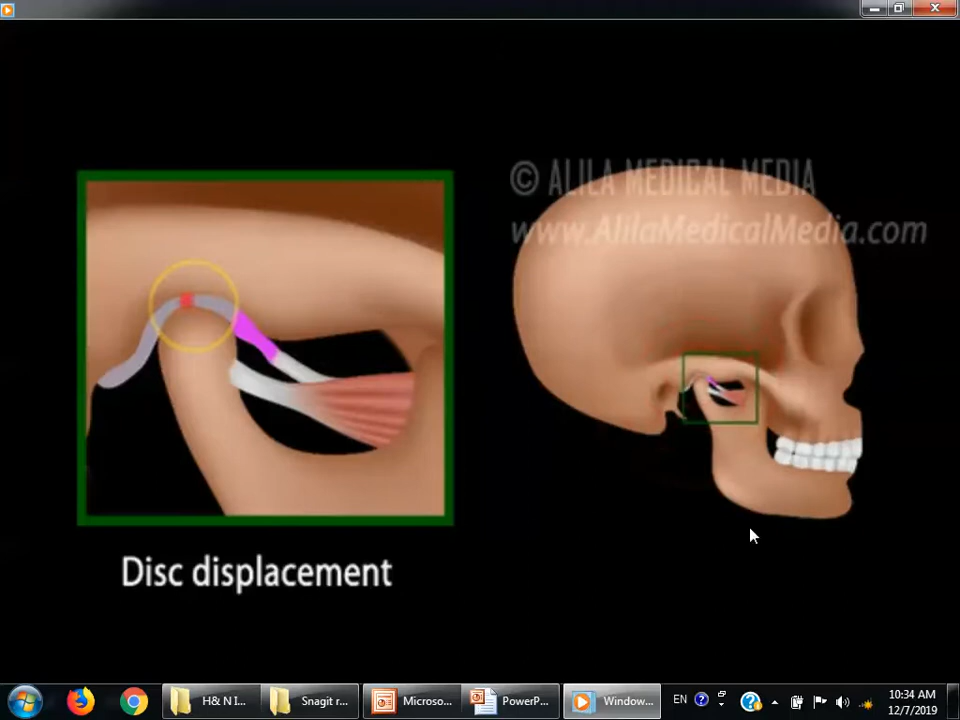 © ALILA MEDICAL MEDIA
www.AlilaMedicalMedia.com
Disc displacement
H& N I...
Snagit r...
Microso...
PowerP...
Window...
EN
10:34 AM
12/7/2019